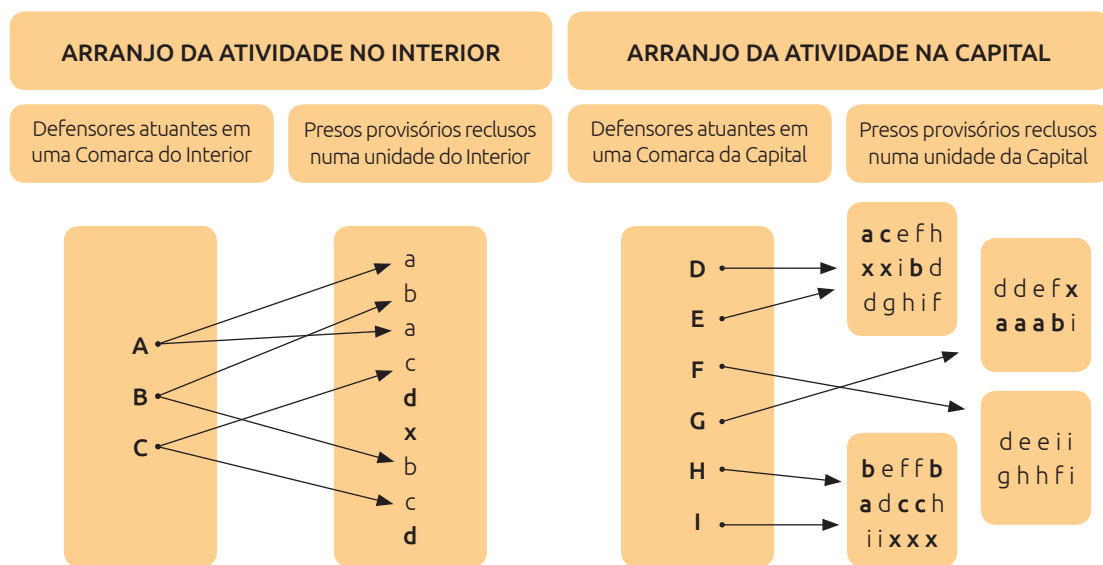 ARRANJO DA ATIVIDADE NO INTERIOR
Defensores atuantes em
uma Comarca do Interior
Presos provisórios reclusos
numa unidade do Interior
A
B
C
a
b
a
c
d
x
b
c
d
ARRANJO DA ATIVIDADE NA CAPITAL
Defensores atuantes em
uma Comarca da Capital
Presos provisórios reclusos
numa unidade da Capital
D
E
F
G
H
I
a c e f h
x x i b d
d g h i f
d d e f x
a a a b i
d e e i i
g h h f i
b e f f b
a d c c h
i i x x x